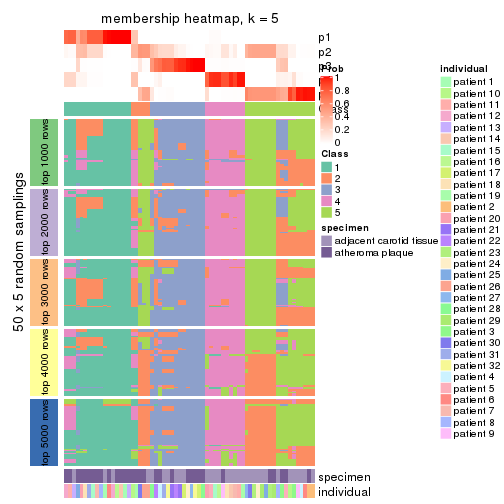 membership heatmap, k = 5
p1
p2
p3
Prob
1
0.8
0.6
0.4
0.2
0
Class
1
2
3
4
5
specimen
adjacent carotid tissue
atheroma plaque
individual
patient 1
patient 10
patient 11
patient 12
patient 13
patient 14
patient 15
patient 16
patient 17
patient 18
patient 19
patient 2
patient 20
patient 21
patient 22
patient 23
patient 24
patient 25
patient 26
patient 27
patient 28
patient 29
patient 3
patient 30
patient 31
patient 32
patient 4
patient 5
patient 6
patient 7
patient 8
patient 9
50 x 5 random samplings
top 1000 rows
top 2000 rows
top 3000 rows
top 4000 rows
top 5000 rows
specimen
individual